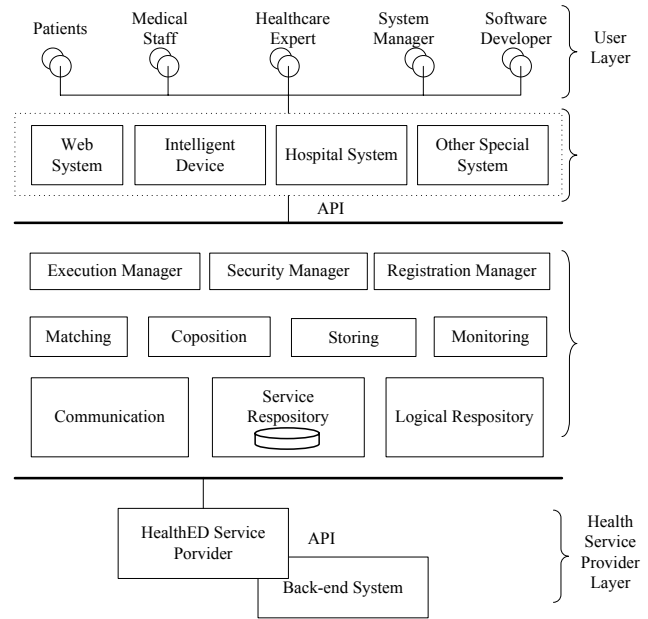 Patients
Medical
Staff
Healthcare
Expert
System
Manager
Software
Developer
User
Layer
Web
System
Intelligent
Device
Hospital System
Other Special
System
API
Execution Manager
Security Manager
Registration Manager
Matching
Coposition
Storing
Monitoring
Communication
Service
Respository
Logical Respository
HealthED Service
Porvider
API
Back-end System
Health
Service
Provider
Layer